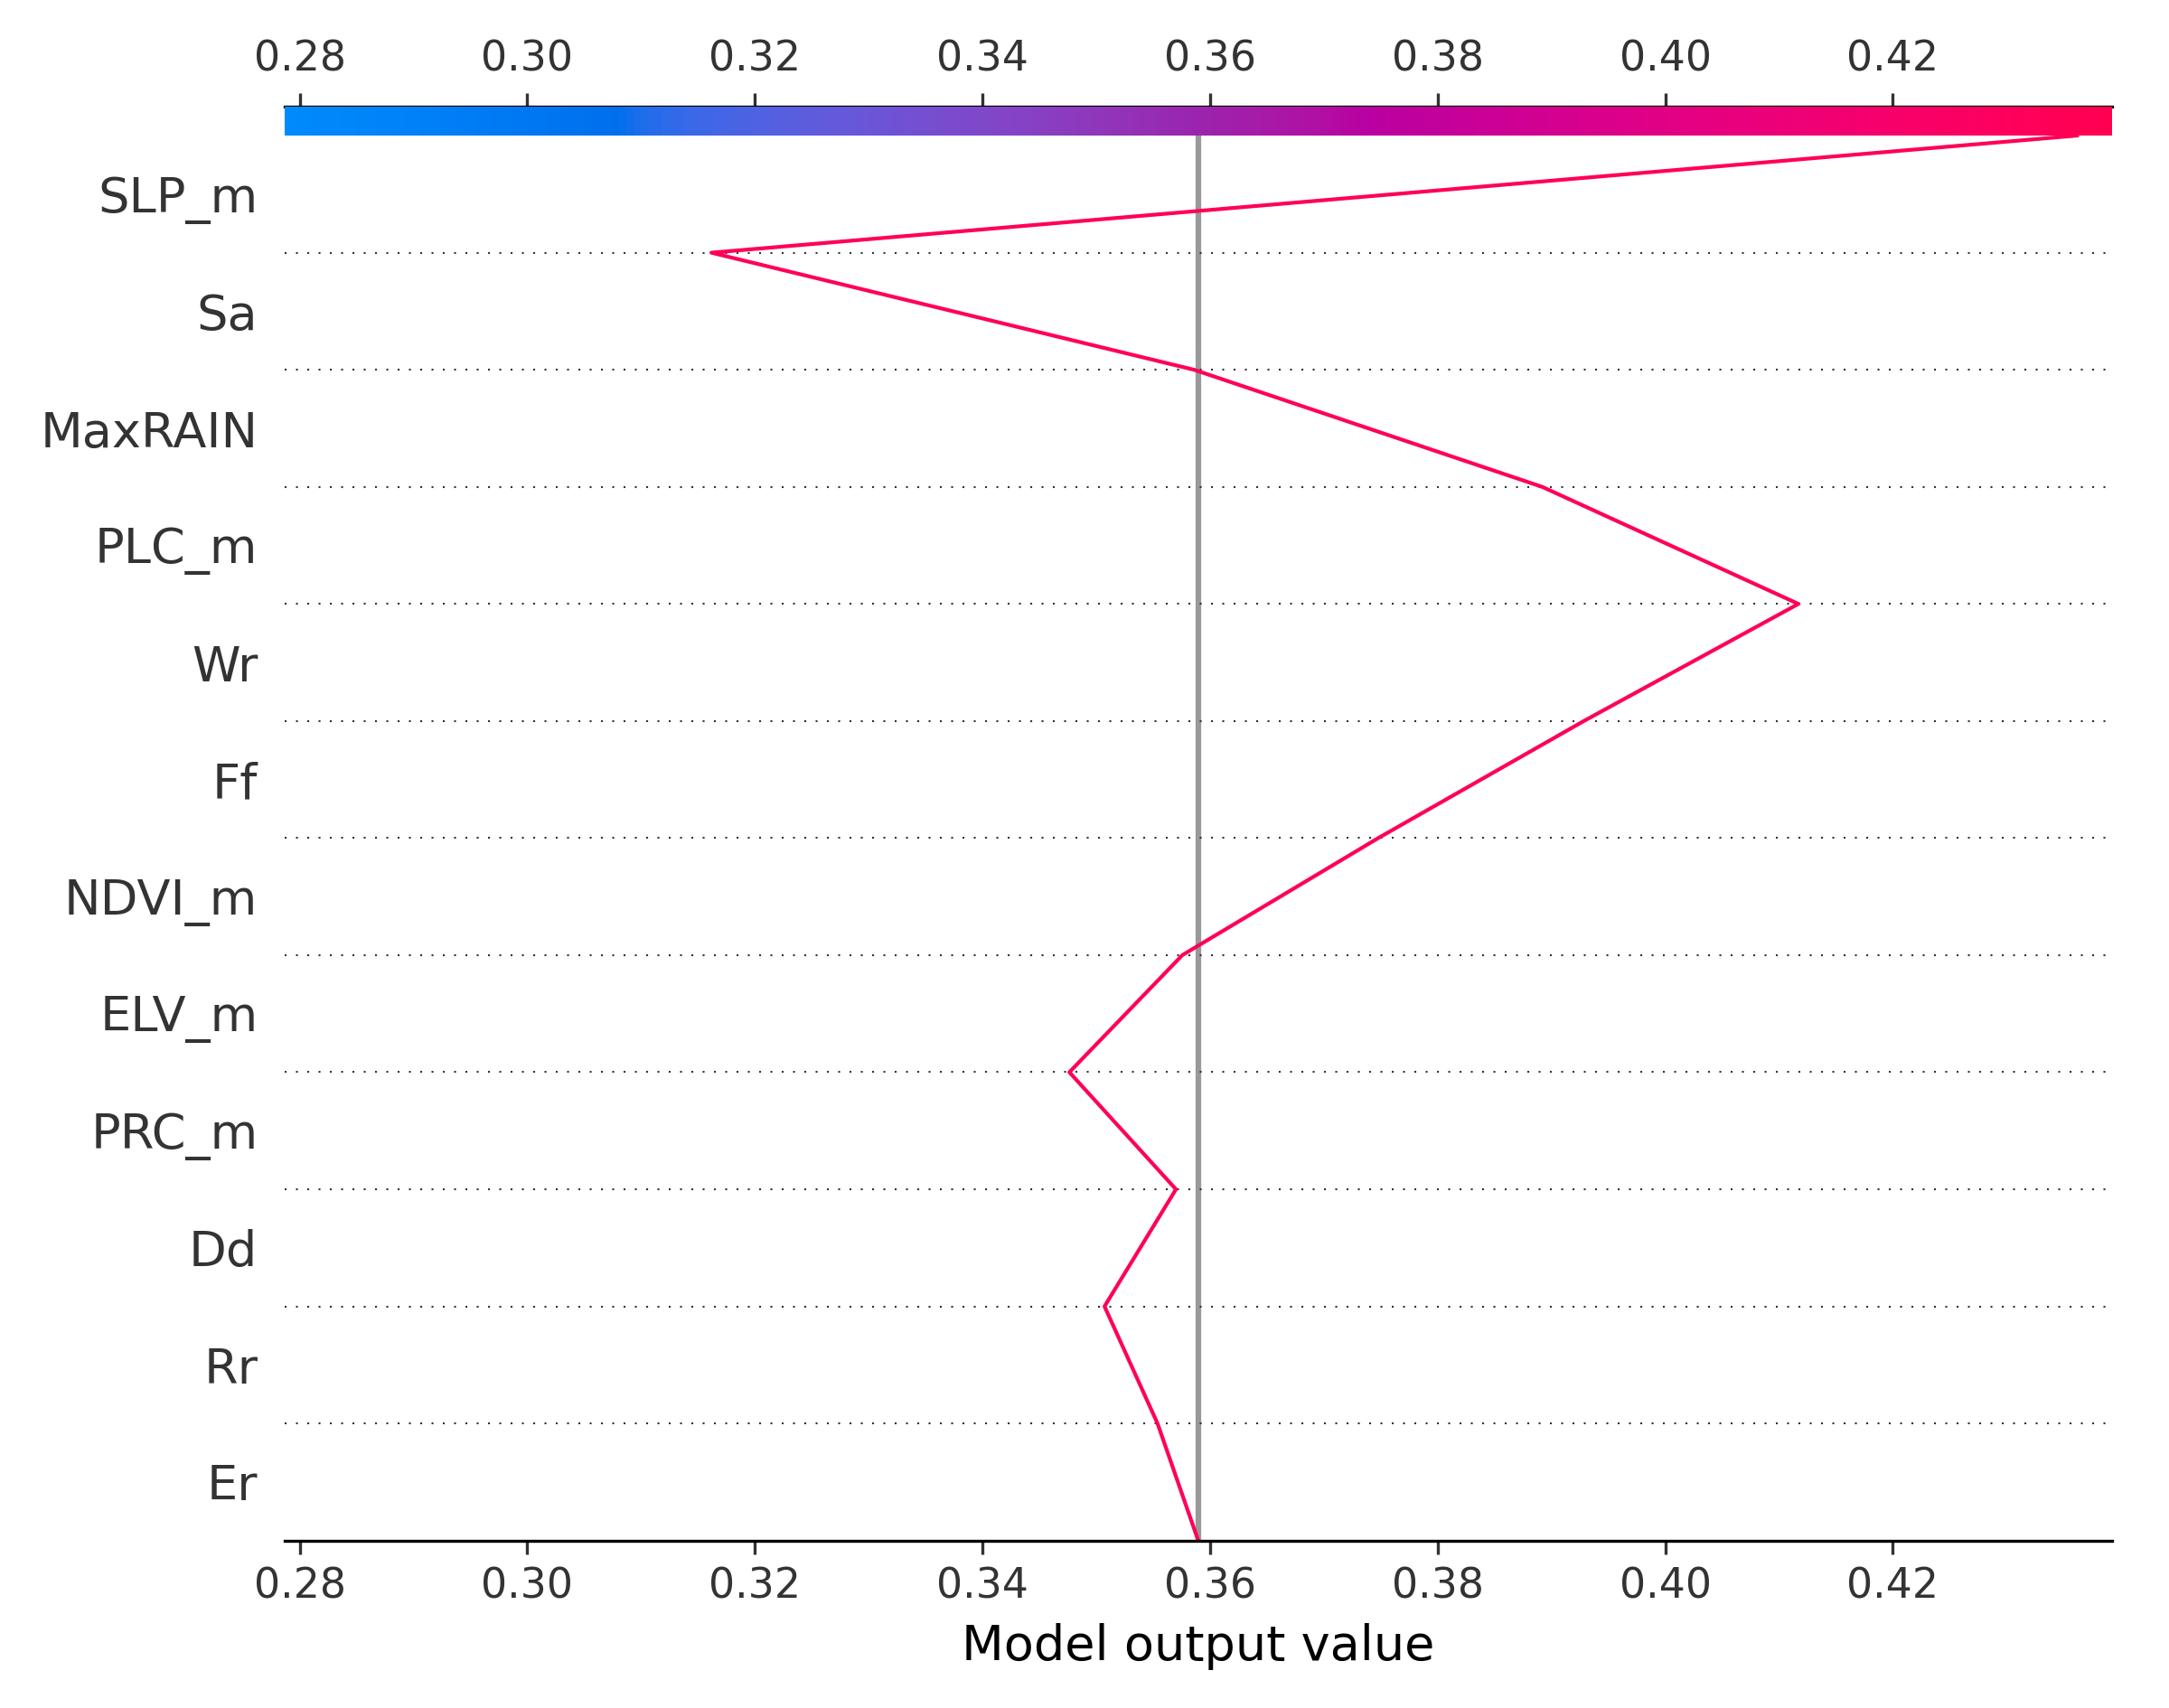 0.28 0.30 0.32 0.34 0.36 0.38 0.40 0.42
SLP_m
Sa
MaxRAIN
PLC_m
Wr
Ff
NDVI_m
ELV_m
PRC_m
Dd
Rr
Er
0.28 0.30 0.32 0.34 0.36 0.38 0.40 0.42
Model output value